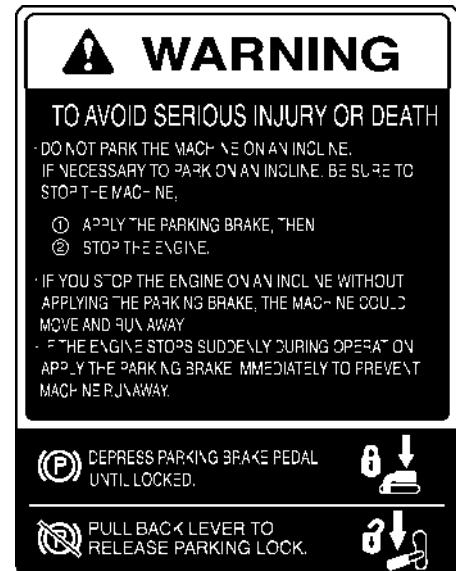 WARNING
TO AVOID SERIOUS INJURY OR DEATH
· DO NOT PARK THE MACHINE ON AN INCLINE.
IF NECESSARY TO PARK ON AN INCLINE, BE SURE TO
STOP THE MACHINE,
① APPLY THE PARKING BRAKE, THEN
② STOP THE ENGINE.
· IF YOU STOP THE ENGINE ON AN INCLINE WITHOUT
APPLYING THE PARKING BRAKE, THE MACHINE COULD
MOVE AND RUN AWAY
· IF THE ENGINE STOPS SUDDENLY DURING OPERATION
APPLY THE PARKING BRAKE IMMEDIATELY TO PREVENT
MACHINE RUNAWAY.
(P) DEPRESS PARKING BRAKE PEDAL
UNTIL LOCKED.
(P) PULL BACK LEVER TO
RELEASE PARKING LOCK.